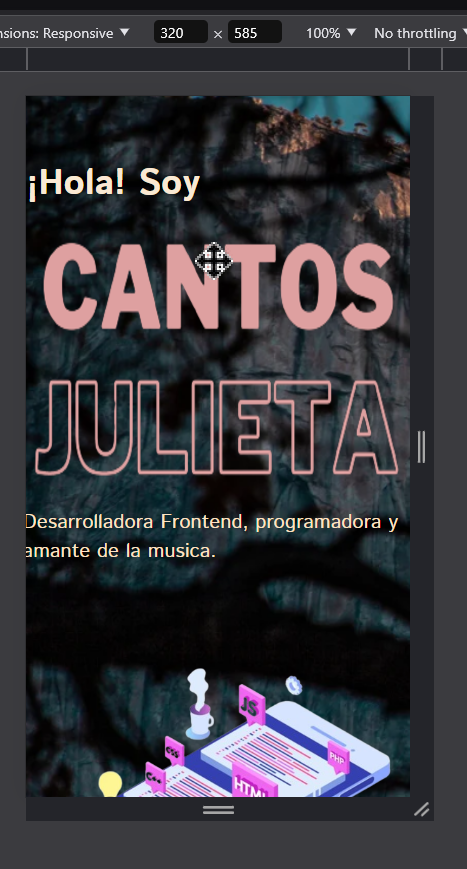 nsions: Responsive ▼ 320 × 585 100% ▼ No throttling
¡Hola! Soy
CANTOS
JULIETA
Desarrolladora Frontend, programadora y
amante de la musica.
JS
CSS
PHP
C++
HTML